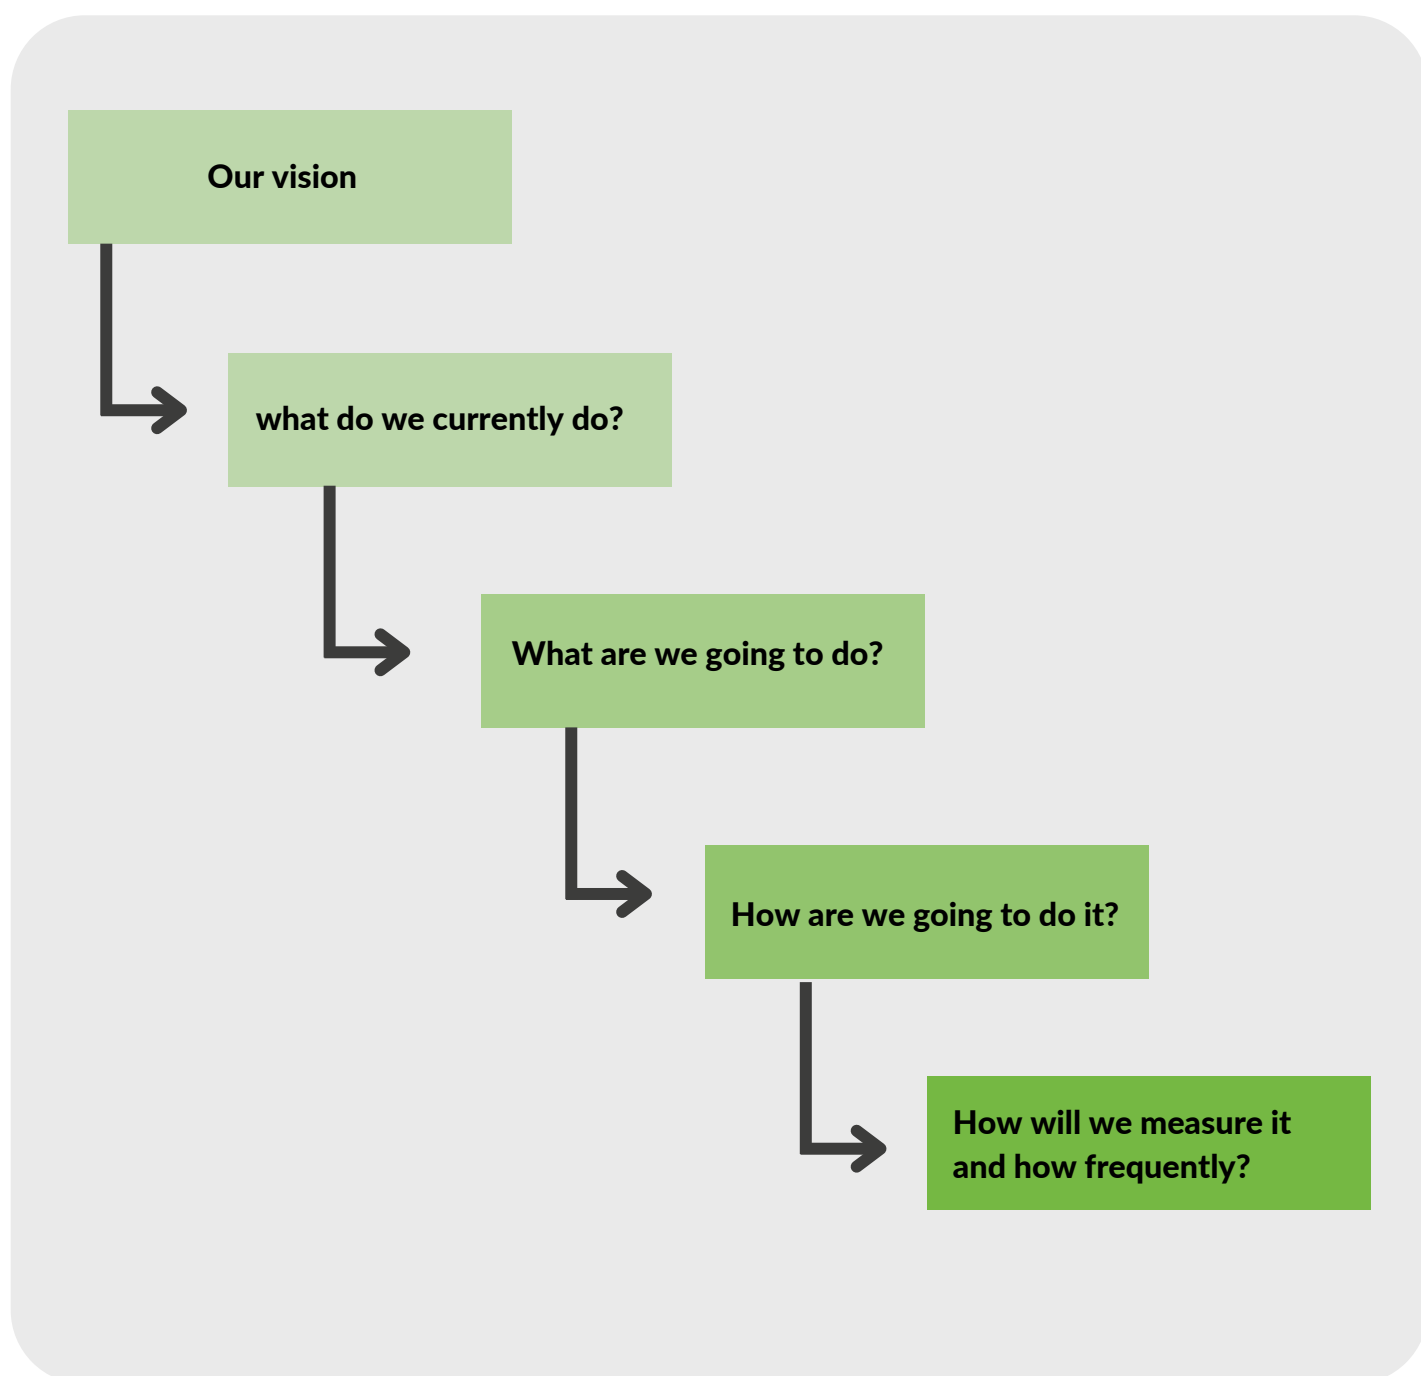 Our vision
what do we currently do?
What are we going to do?
How are we going to do it?
How will we measure it
and how frequently?